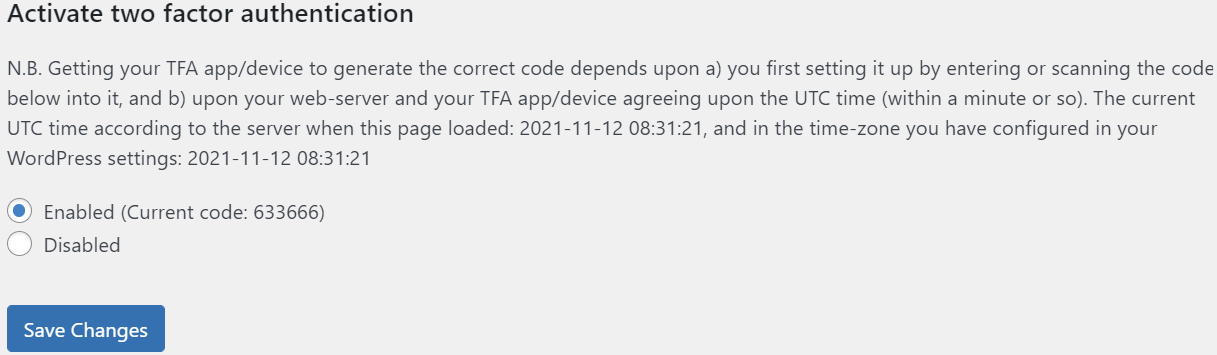 Activate two factor authentication
N.B. Getting your TFA app/device to generate the correct code depends upon a) you first setting it up by entering or scanning the code
below into it, and b) upon your web-server and your TFA app/device agreeing upon the UTC time (within a minute or so). The current
UTC time according to the server when this page loaded: 2021-11-12 08:31:21, and in the time-zone you have configured in your
WordPress settings: 2021-11-12 08:31:21
Enabled (Current code: 633666)
Disabled
Save Changes